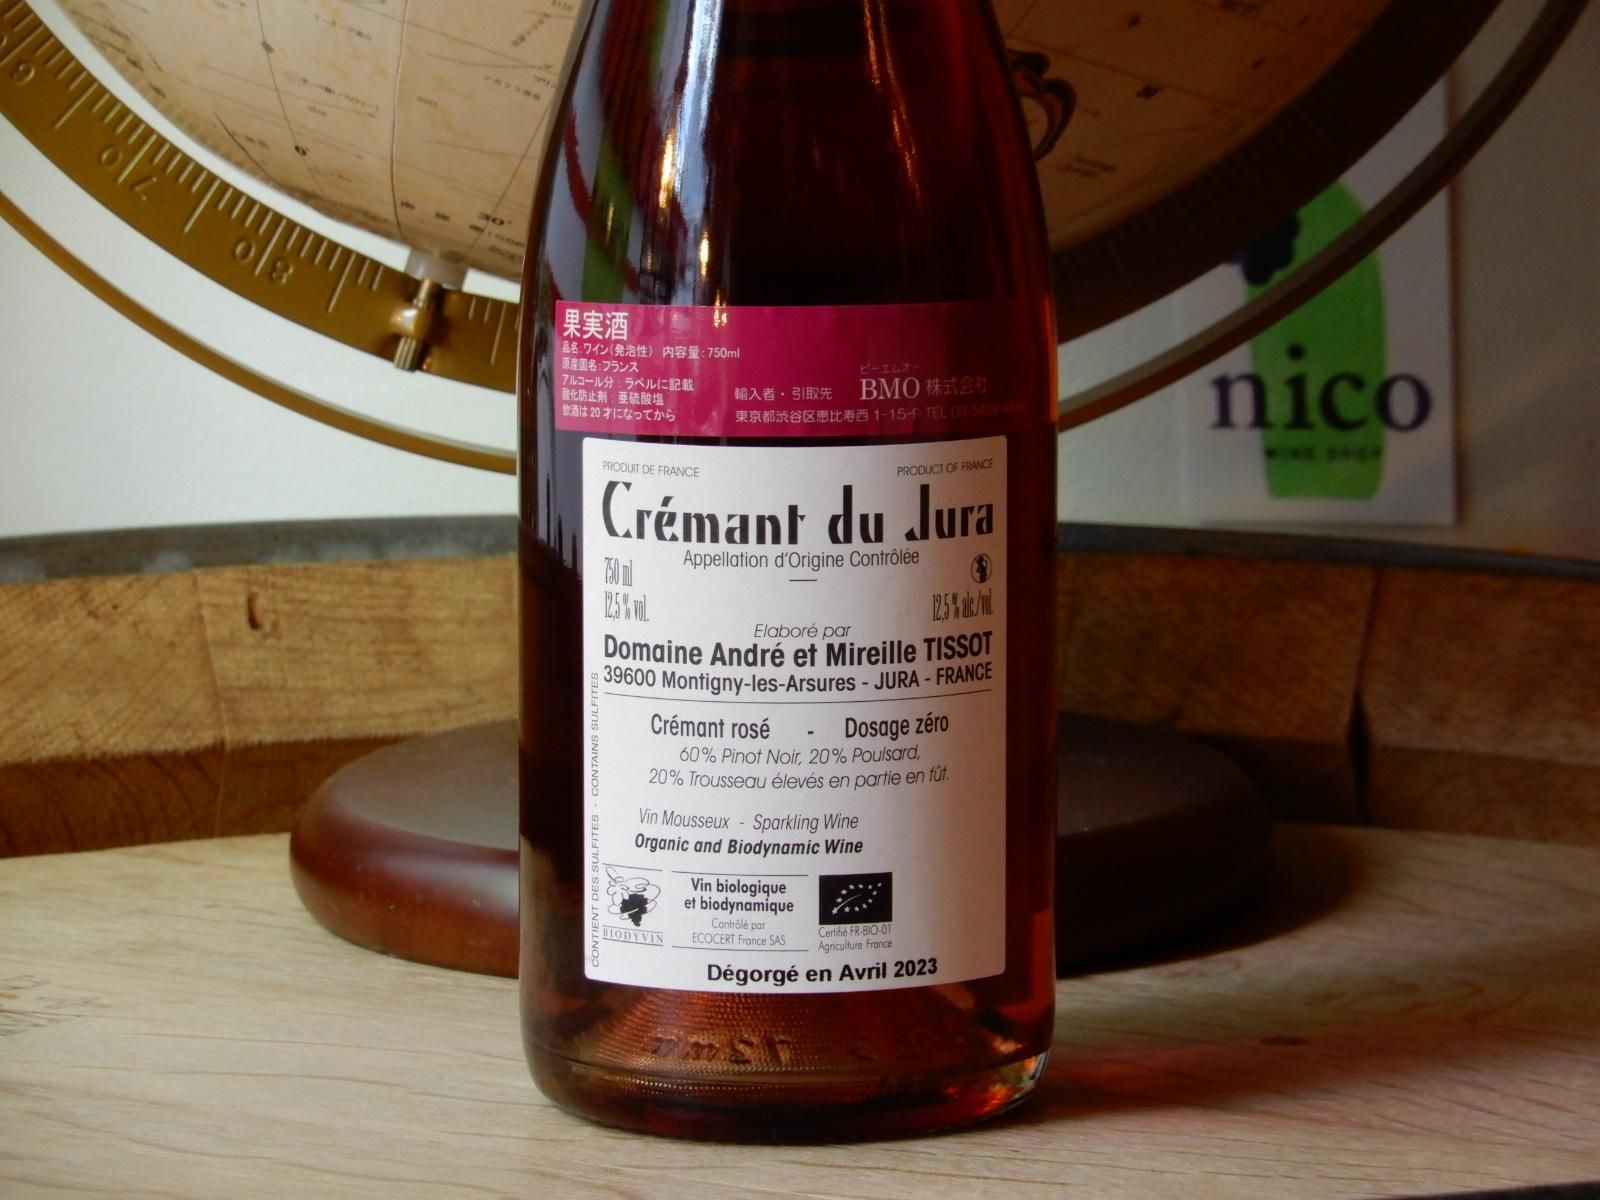 果実酒
品名:ワイン(発泡性) 内容量:750ml
原産国名:フランス
アルコール分:ラベルに記載
酸化防止剤:亜硫酸塩
飲酒は20才になってから
輸入者・引取先
ビーエムオー
BMO 株式会社
東京都渋谷区恵比寿西 1-15-9 TEL
PRODUIT DE FRANCE
PRODUCT OF FRANCE
Crémant du Jura
Appellation d'Origine Contrôlée
750 ml
12,5 % vol.
12,5 % alc./vol.
Elaboré par
Domaine André et Mireille TISSOT
39600 Montigny-les-Arsures - JURA - FRANCE
Crémant rosé - Dosage zéro
60% Pinot Noir, 20% Poulsard,
20% Trousseau élevés en partie en fût.
Vin Mousseux - Sparkling Wine
Organic and Biodynamic Wine
CONTIENT DES SULFITES - CONTAINS SULFITES
BIODYVIN
Vin biologique
et biodynamique
Contrôlé par
ECOCERT France SAS
Certifié FR-BIO-01
Agriculture France
Dégorgé en Avril 2023
nico
WINE SHOP
70
80